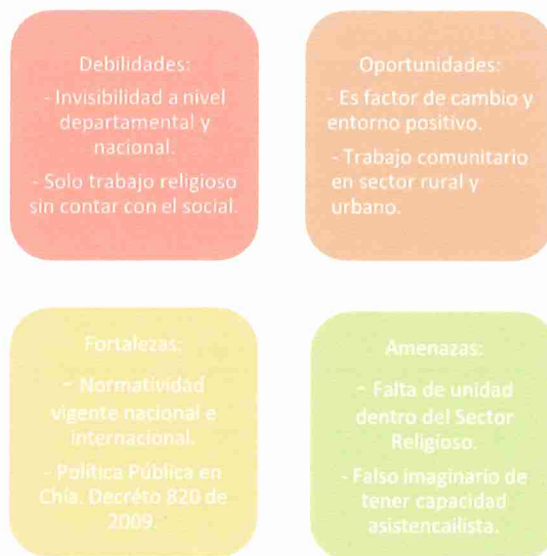 Debilidades:
- Invisibilidad a nivel
departamental y
nacional.
- Solo trabajo religioso
sin contar con el social.
Oportunidades:
- Es factor de cambio y
entorno positivo.
- Trabajo comunitario
en sector rural y
urbano.
Fortalezas:
- Normatividad
vigente nacional e
internacional.
- Política Pública en
Chía. Decréto 820 de
2009.
Amenazas:
- Falta de unidad
dentro del Sector
Religioso.
- Falso imaginario de
tener capacidad
asistencailista.